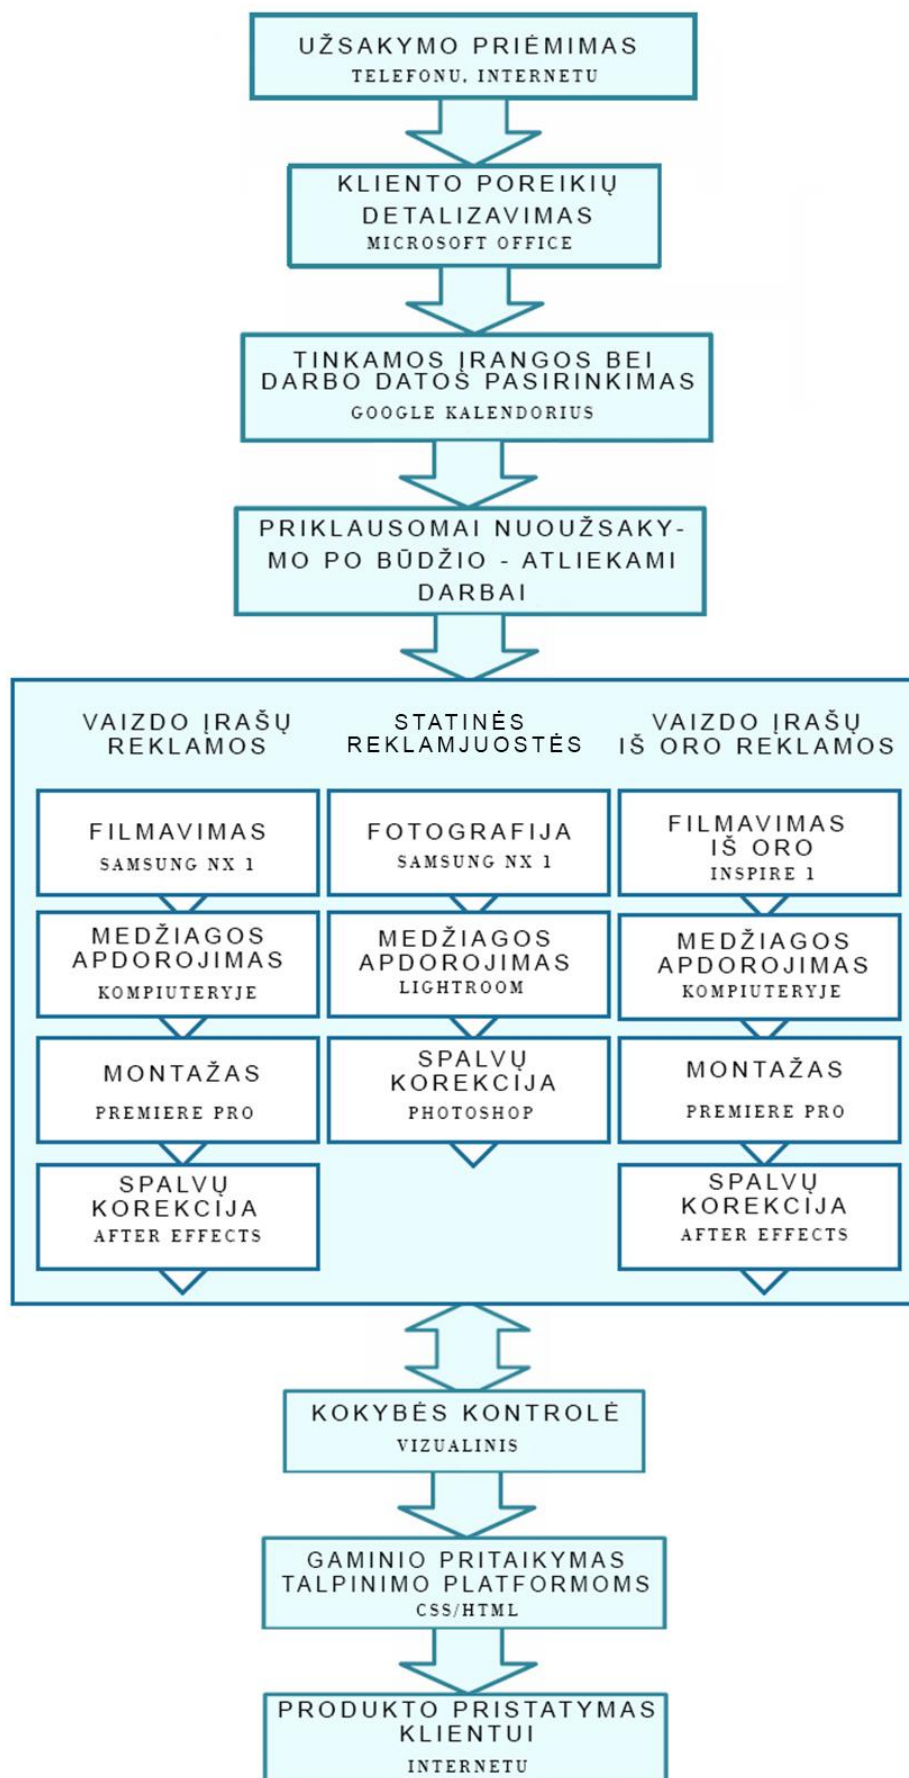 UŽSAKYMO PRIĖMIMAS
TELEFONU, INTERNETU
KLIENTO POREIKIŲ
DETALIZAVIMAS
MICROSOFT OFFICE
TINKAMOS ĮRANGOS BEI
DARBO DATOS PASIRINKIMAS
GOOGLE KALENDORIUS
PRIKLAUSOMAI NUOUŽSAKY-
MO PO BŪDŽIO - ATLIEKAMI
DARBAI
VAIZDO ĮRAŠŲ
REKLAMOS
FILMAVIMAS
SAMSUNG NX 1
MEDŽIAGOS
APDOROJIMAS
KOMPIUTERYJE
MONTAŽAS
PREMIERE PRO
SPALVŲ
KOREKCIJA
AFTER EFFECTS
STATINĖS
REKLAMJUOSTĖS
FOTOGRAFIJA
SAMSUNG NX 1
MEDŽIAGOS
APDOROJIMAS
LIGHTROOM
SPALVŲ
KOREKCIJA
PHOTOSHOP
VAIZDO ĮRAŠŲ
IŠ ORO REKLAMOS
FILMAVIMAS
IŠ ORO
INSPIRE 1
MEDŽIAGOS
APDOROJIMAS
KOMPIUTERYJE
MONTAŽAS
PREMIERE PRO
SPALVŲ
KOREKCIJA
AFTER EFFECTS
KOKYBĖS KONTROLĖ
VIZUALINIS
GAMINIO PRITAIKYMAS
TALPINIMO PLATFORMOMS
CSS/HTML
PRODUKTO PRISTATYMAS
KLIENTUI
INTERNETU